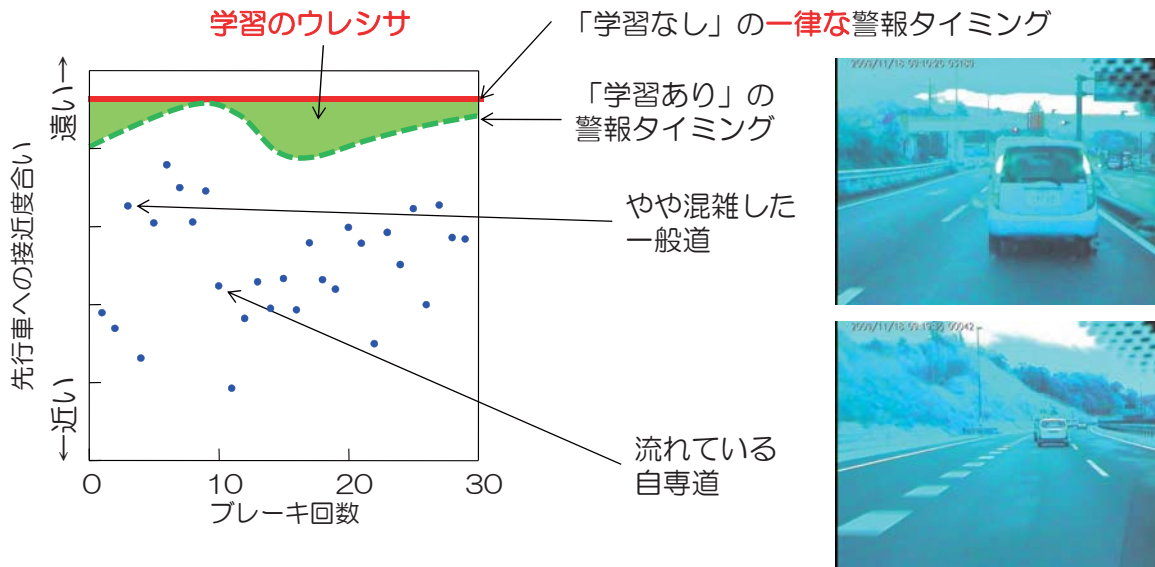 学習のウレシサ
「学習なし」の一律な警報タイミング
「学習あり」の
警報タイミング
やや混雑した
一般道
流れている
自専道
先行車への接近度合い
遠い→
←近い
0
10
20
30
ブレーキ回数